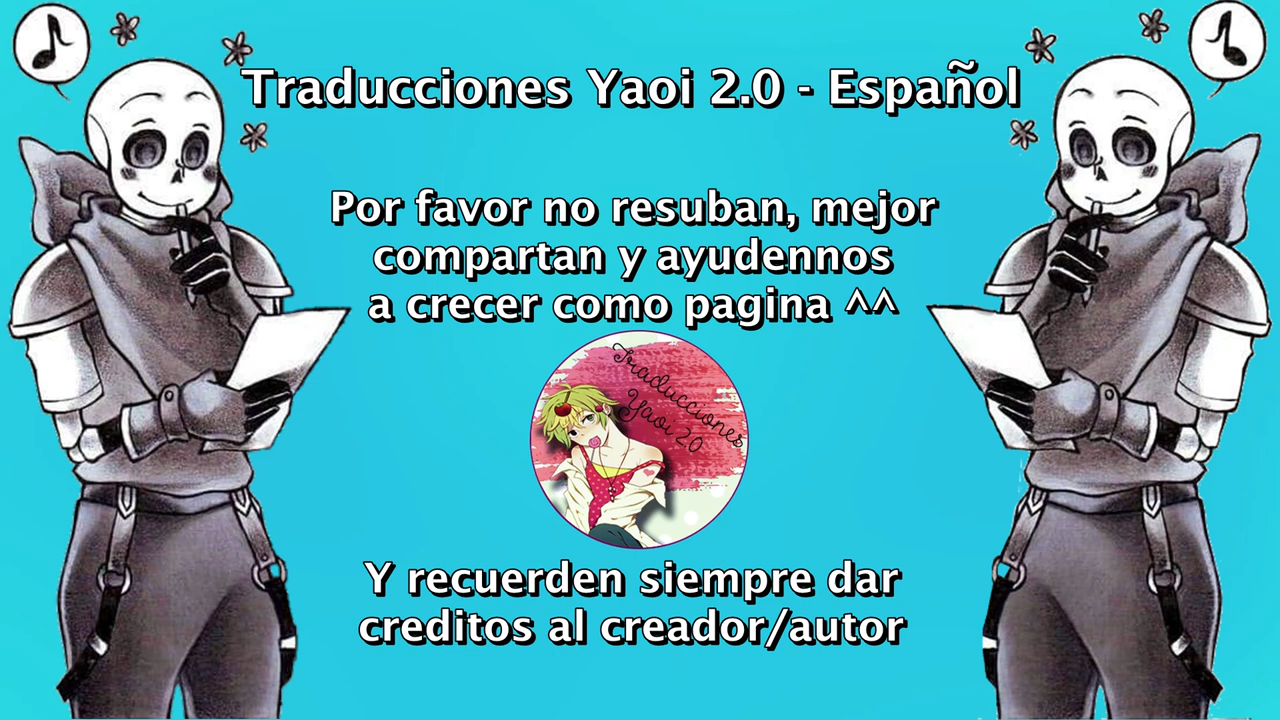 Traducciones Yaoi 2.0 - Español
Por favor no resuban, mejor
compartan y ayudennos
a crecer como pagina ^^
Traducciones
Yaoi 2.0
Y recuerden siempre dar
creditos al creador/autor